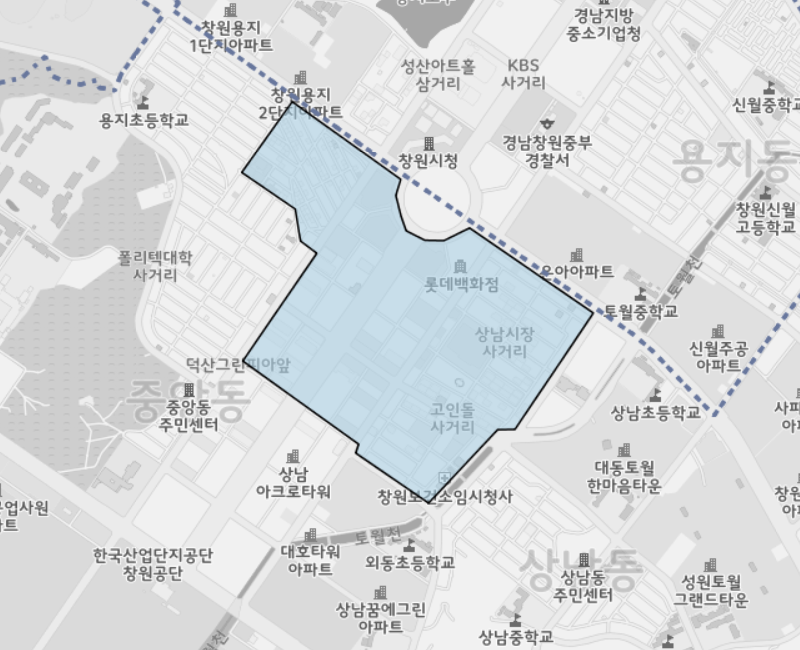 창원용지
1단지아파트
경남지방
중소기업청
성산아트홀
삼거리
KBS
사거리
창원용지
2단지아파트
신월중학교
용지초등학교
창원시청
경남창원중부
경찰서
용지동
창원신월
고등학교
폴리텍대학
사거리
롯데백화점
은아아파트
토월천
토월중학교
상남시장
사거리
신월주공
아파트
덕산그린피아앞
중앙동
중앙동
주민센터
고인돌
사거리
상남초등학교
상남
아크로타워
대동토월
한마음타운
창원보건소임시청사
토월천
한국산업단지공단
창원공단
대호타워
아파트
외동초등학교
상남동
상남동
주민센터
성원토월
그랜드타운
상남꿈에그린
아파트
상남중학교